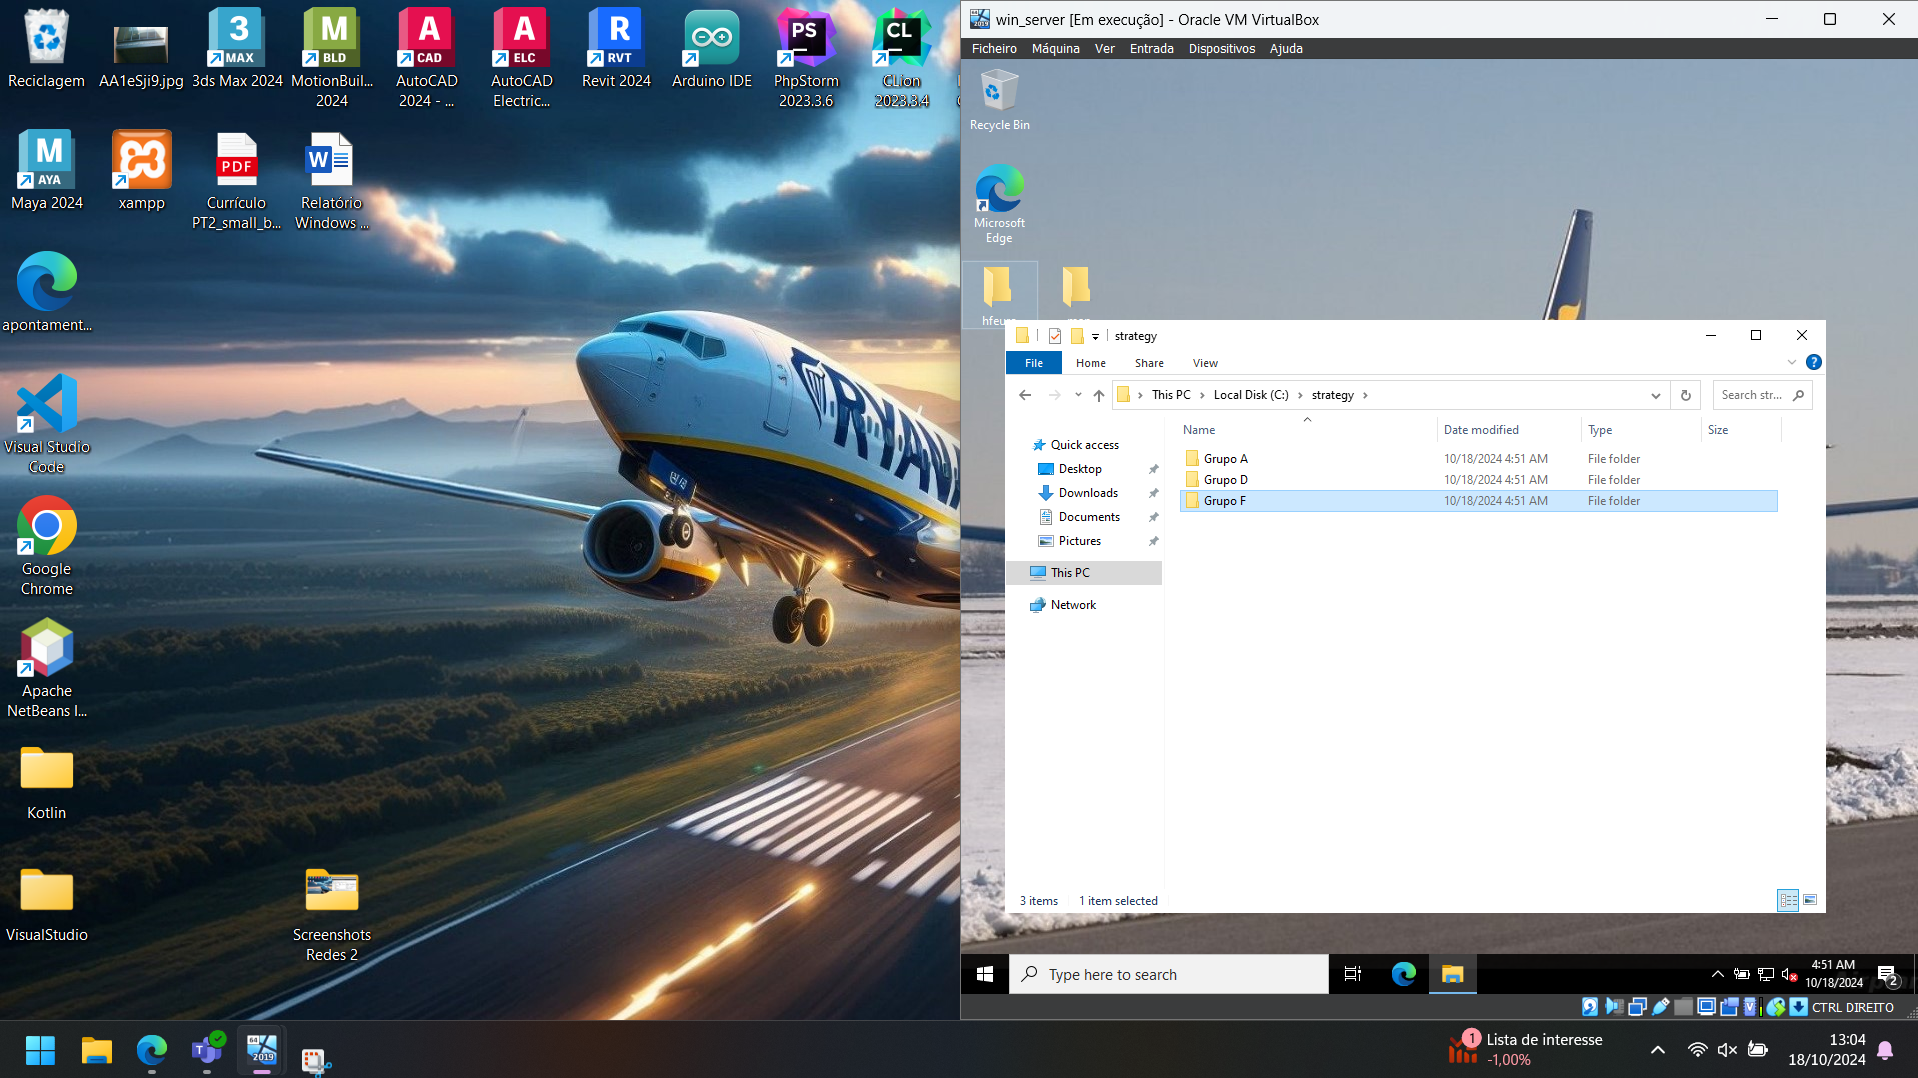 Reciclagem
AA1eSji9.jpg
3
MAX
3ds Max 2024
M
BLD
MotionBuil...
2024
A
CAD
AutoCAD
2024 - ...
A
ELC
AutoCAD
Electric...
R
RVT
Revit 2024
Arduino IDE
PS
PhpStorm
2023.3.6
CL
CLion
2023.3.4
M
AYA
Maya 2024
xampp
PDF
Currículo
PT2_small_b...
W
Relatório
Windows ...
apontament...
Visual Studio
Code
Google
Chrome
Apache
NetBeans I...
Kotlin
VisualStudio
Screenshots
Redes 2
RYAN
win_server [Em execução] - Oracle VM VirtualBox
Ficheiro Máquina Ver Entrada Dispositivos Ajuda
Recycle Bin
Microsoft
Edge
strategy
File Home Share View
This PC Local Disk (C:) strategy
Search str...
Quick access
Desktop
Downloads
Documents
Pictures
This PC
Network
Name Date modified Type Size
Grupo A 10/18/2024 4:51 AM File folder
Grupo D 10/18/2024 4:51 AM File folder
Grupo F 10/18/2024 4:51 AM File folder
3 items 1 item selected
Type here to search
4:51 AM
10/18/2024
2
CTRL DIREITO
64
2019
1
Lista de interesse
-1,00%
13:04
18/10/2024